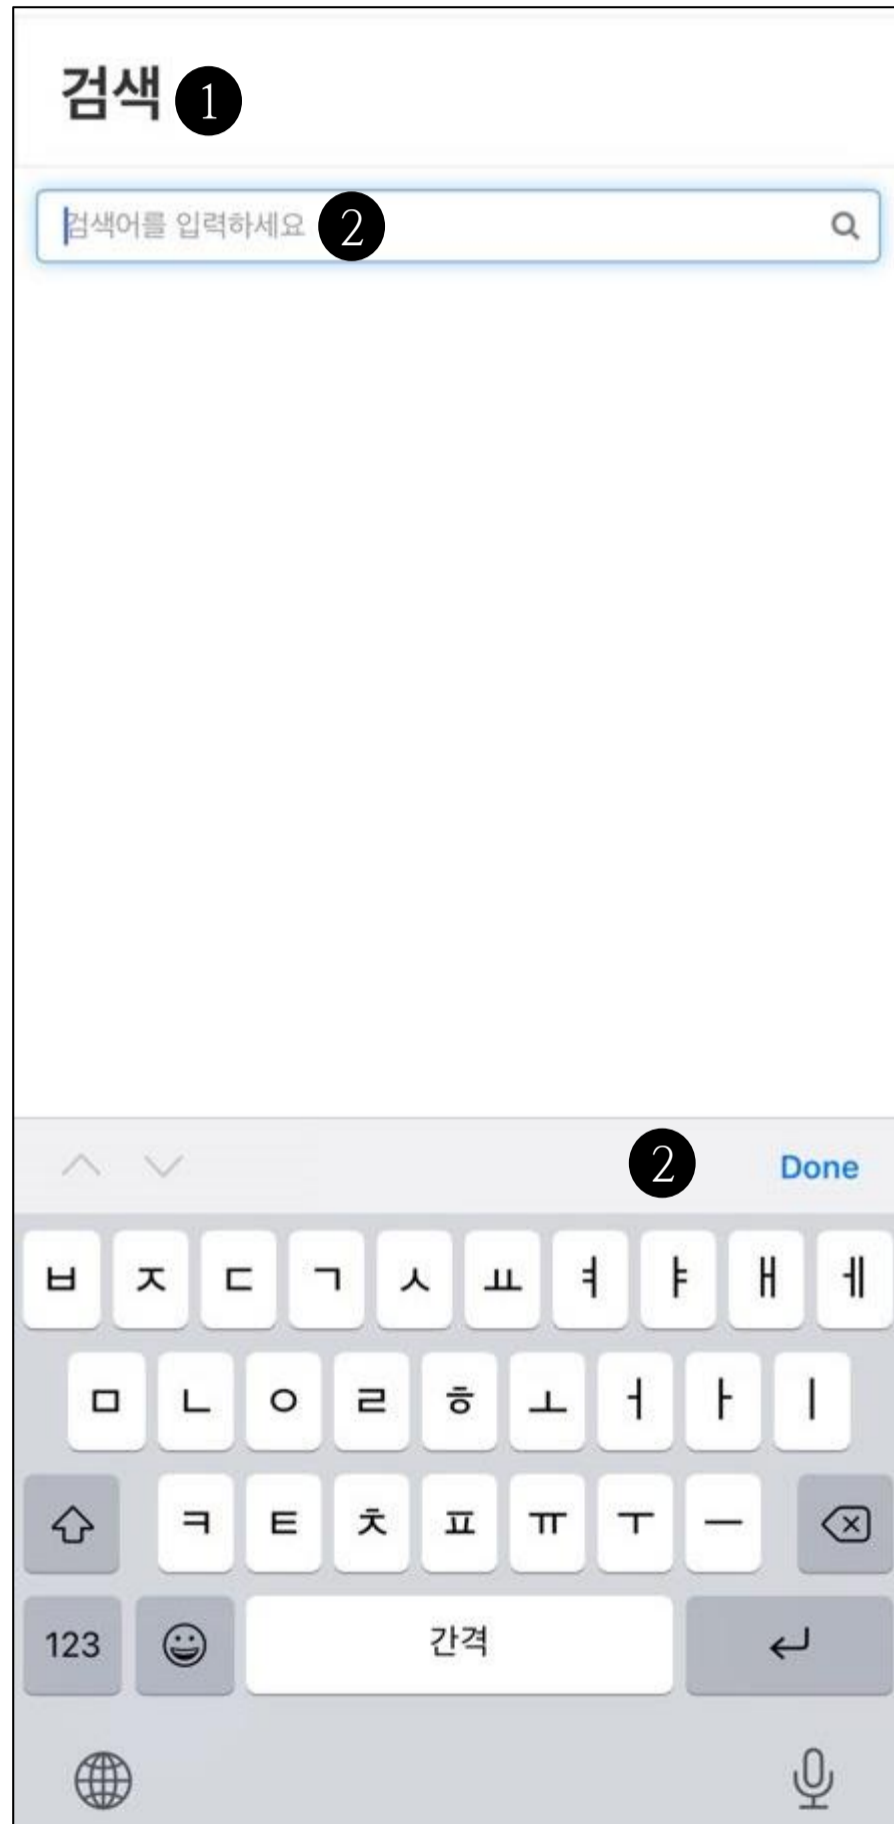 검색 1
검색어를 입력하세요 2
2 Done
ㅂ ㅈ ㄷ ㄱ ㅅ ㅛ ㅕ ㅑ ㅐ ㅔ
ㅁ ㄴ ㅇ ㄹ ㅎ ㅗ ㅓ ㅏ ㅣ
ㅋ ㅌ ㅊ ㅍ ㅠ ㅜ ㅡ
123 간격